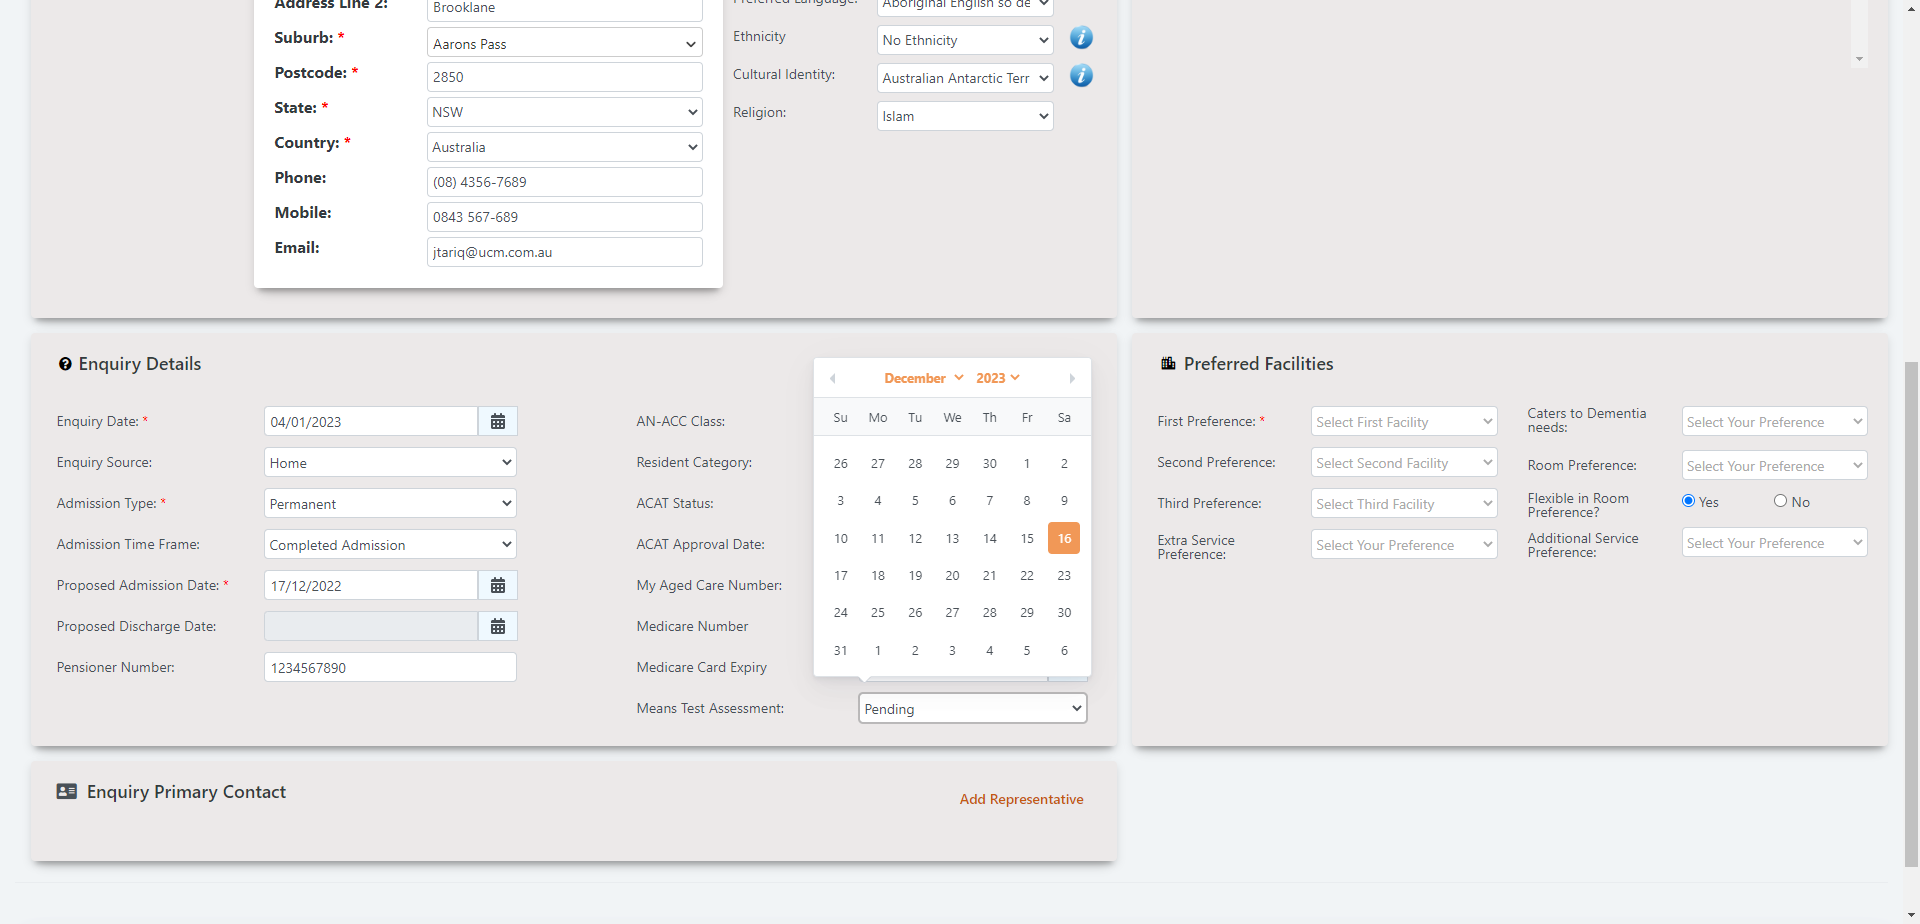 Address Line 2:
Brooklane
Suburb: *
Aarons Pass
Postcode: *
2850
State: *
NSW
Country: *
Australia
Phone:
(08) 4356-7689
Mobile:
0843 567-689
Email:
jtariq@ucm.com.au
Preferred Language:
Aboriginal English so de
Ethnicity
No Ethnicity
Cultural Identity:
Australian Antarctic Terr
Religion:
Islam
Enquiry Details
Enquiry Date: *
04/01/2023
Enquiry Source:
Home
Admission Type: *
Permanent
Admission Time Frame:
Completed Admission
Proposed Admission Date: *
17/12/2022
Proposed Discharge Date:
Pensioner Number:
1234567890
AN-ACC Class:
Resident Category:
ACAT Status:
ACAT Approval Date:
My Aged Care Number:
Medicare Number
Medicare Card Expiry
Means Test Assessment:
Pending
December 2023
Su Mo Tu We Th Fr Sa
26 27 28 29 30 1 2
3 4 5 6 7 8 9
10 11 12 13 14 15 16
17 18 19 20 21 22 23
24 25 26 27 28 29 30
31 1 2 3 4 5 6
Preferred Facilities
First Preference: *
Select First Facility
Second Preference:
Select Second Facility
Third Preference:
Select Third Facility
Extra Service
Preference:
Select Your Preference
Caters to Dementia
needs:
Select Your Preference
Room Preference:
Select Your Preference
Flexible in Room
Preference?
Yes No
Additional Service
Preference:
Select Your Preference
Enquiry Primary Contact
Add Representative